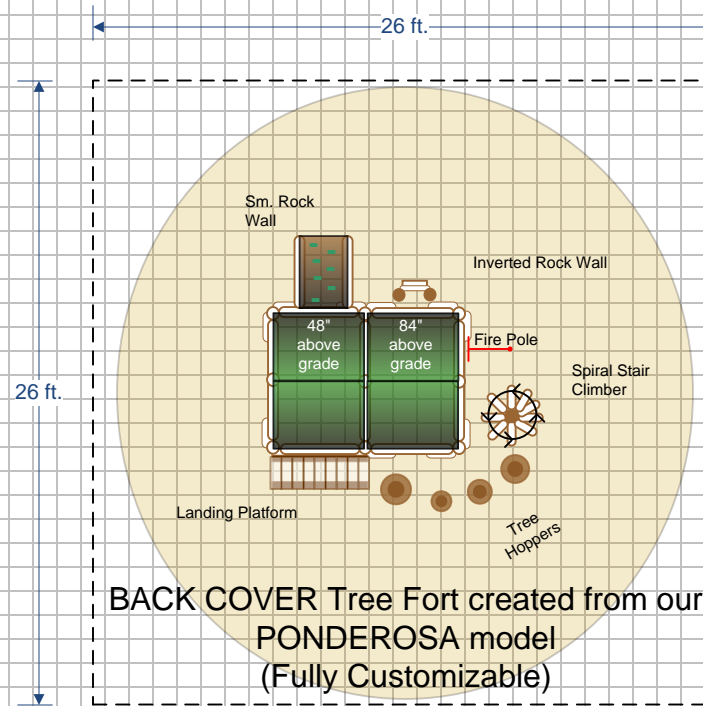 26 ft.
26 ft.
Sm. Rock
Wall
Inverted Rock Wall
48"
above
grade
84"
above
grade
Fire Pole
Spiral Stair
Climber
Landing Platform
Tree
Hoppers
BACK COVER Tree Fort created from our
PONDEROSA model
(Fully Customizable)